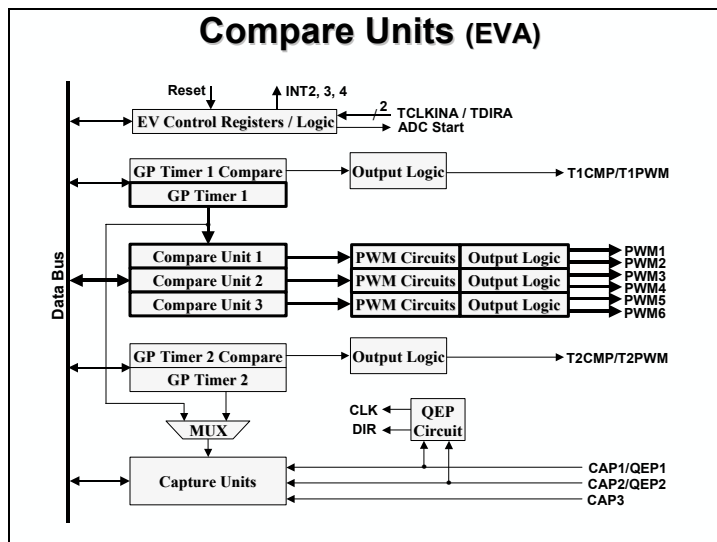 Compare Units (EVA)
Reset
INT2, 3, 4
2
TCLKINA / TDIRA
EV Control Registers / Logic
ADC Start
GP Timer 1 Compare
Output Logic
T1CMP/T1PWM
GP Timer 1
Data Bus
Compare Unit 1
PWM Circuits
Output Logic
PWM1
PWM2
Compare Unit 2
PWM Circuits
Output Logic
PWM3
PWM4
Compare Unit 3
PWM Circuits
Output Logic
PWM5
PWM6
GP Timer 2 Compare
Output Logic
T2CMP/T2PWM
GP Timer 2
CLK
DIR
QEP
Circuit
MUX
Capture Units
CAP1/QEP1
CAP2/QEP2
CAP3